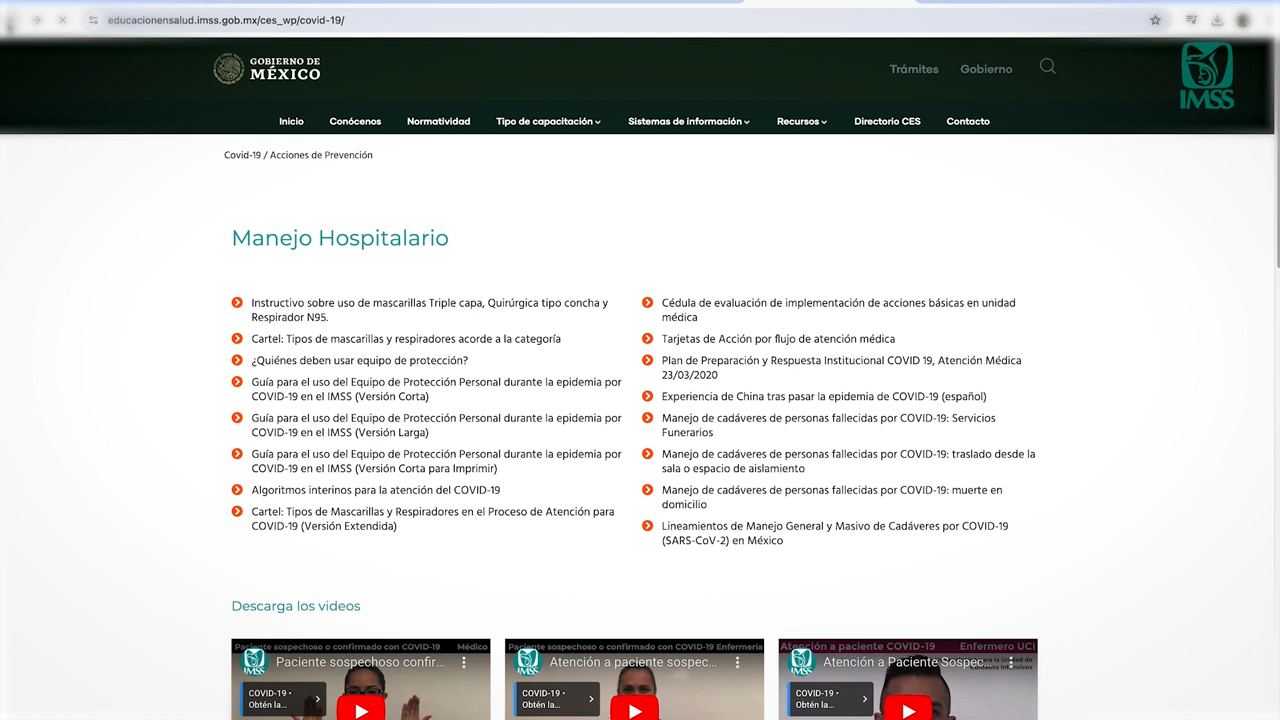 educacionensalud.imss.gob.mx/ces_wp/covid-19/
GOBIERNO DE
MÉXICO
Trámites
Gobierno
IMSS
Inicio
Conócenos
Normatividad
Tipo de capacitación
Sistemas de información
Recursos
Directorio CES
Contacto
Covid-19 / Acciones de Prevención
Manejo Hospitalario
Instructivo sobre uso de mascarillas Triple capa, Quirúrgica tipo concha y
Respirador N95.
Cartel: Tipos de mascarillas y respiradores acorde a la categoría
¿Quiénes deben usar equipo de protección?
Guía para el uso del Equipo de Protección Personal durante la epidemia por
COVID-19 en el IMSS (Versión Corta)
Guía para el uso del Equipo de Protección Personal durante la epidemia por
COVID-19 en el IMSS (Versión Larga)
Guía para el uso del Equipo de Protección Personal durante la epidemia por
COVID-19 en el IMSS (Versión Corta para Imprimir)
Algoritmos interinos para la atención del COVID-19
Cartel: Tipos de Mascarillas y Respiradores en el Proceso de Atención para
COVID-19 (Versión Extendida)
Cédula de evaluación de implementación de acciones básicas en unidad
médica
Tarjetas de Acción por flujo de atención médica
Plan de Preparación y Respuesta Institucional COVID 19, Atención Médica
23/03/2020
Experiencia de China tras pasar la epidemia de COVID-19 (español)
Manejo de cadáveres de personas fallecidas por COVID-19: Servicios
Funerarios
Manejo de cadáveres de personas fallecidas por COVID-19: traslado desde la
sala o espacio de aislamiento
Manejo de cadáveres de personas fallecidas por COVID-19: muerte en
domicilio
Lineamientos de Manejo General y Masivo de Cadáveres por COVID-19
(SARS-CoV-2) en México
Descarga los videos
Paciente sospechoso o confirmado con COVID-19 Médico
IMSS
Paciente sospechoso confir...
COVID-19 •
Obtén la...
Paciente sospechoso o confirmado con COVID-19 Enfermería
IMSS
Atención a paciente sospec...
COVID-19 •
Obtén la...
Atención a paciente COVID-19 Enfermero UCI
IMSS
Atención a Paciente Sospec...
COVID-19 •
Obtén la...